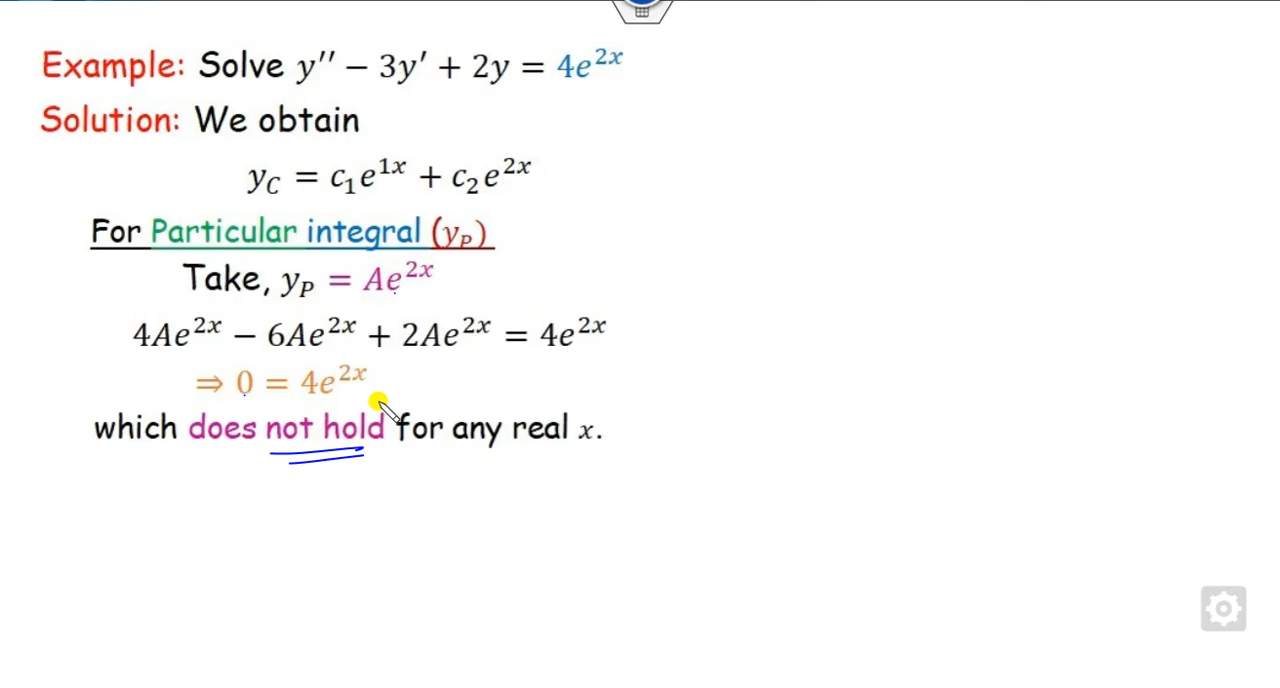 Example: Solve y′′ − 3y′ + 2y = 4e^{2x}
Solution: We obtain
y_C = c_1e^{1x} + c_2e^{2x}
For Particular integral (y_P)
Take, y_P = Ae^{2x}
4Ae^{2x} − 6Ae^{2x} + 2Ae^{2x} = 4e^{2x}
⇒ 0 = 4e^{2x}
which does not hold for any real x.